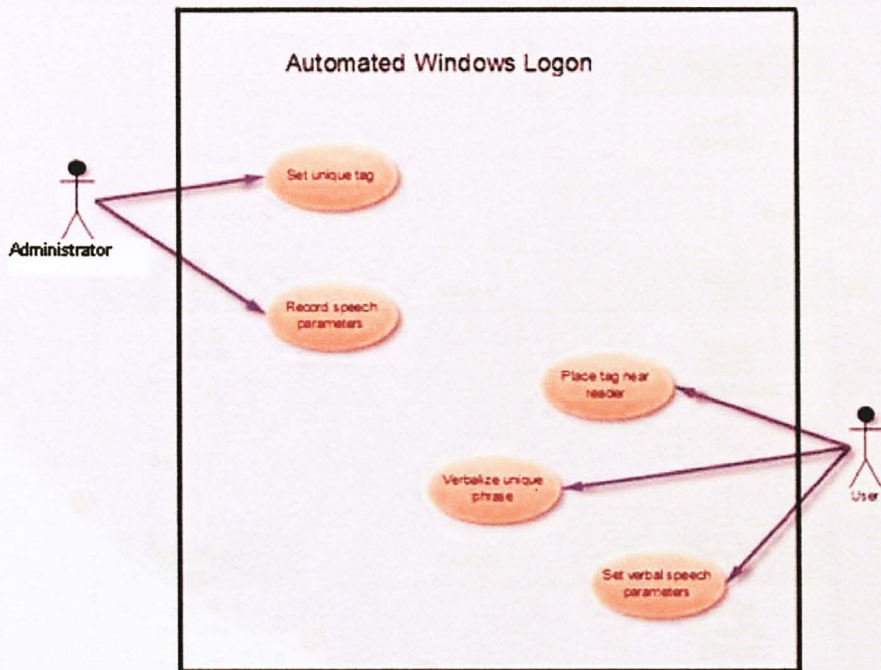 Automated Windows Logon
Set unique tag
Administrator
Record speech
parameters
Place tag near
reader
Verbalize unique
phrase
User
Set verbal speech
parameters